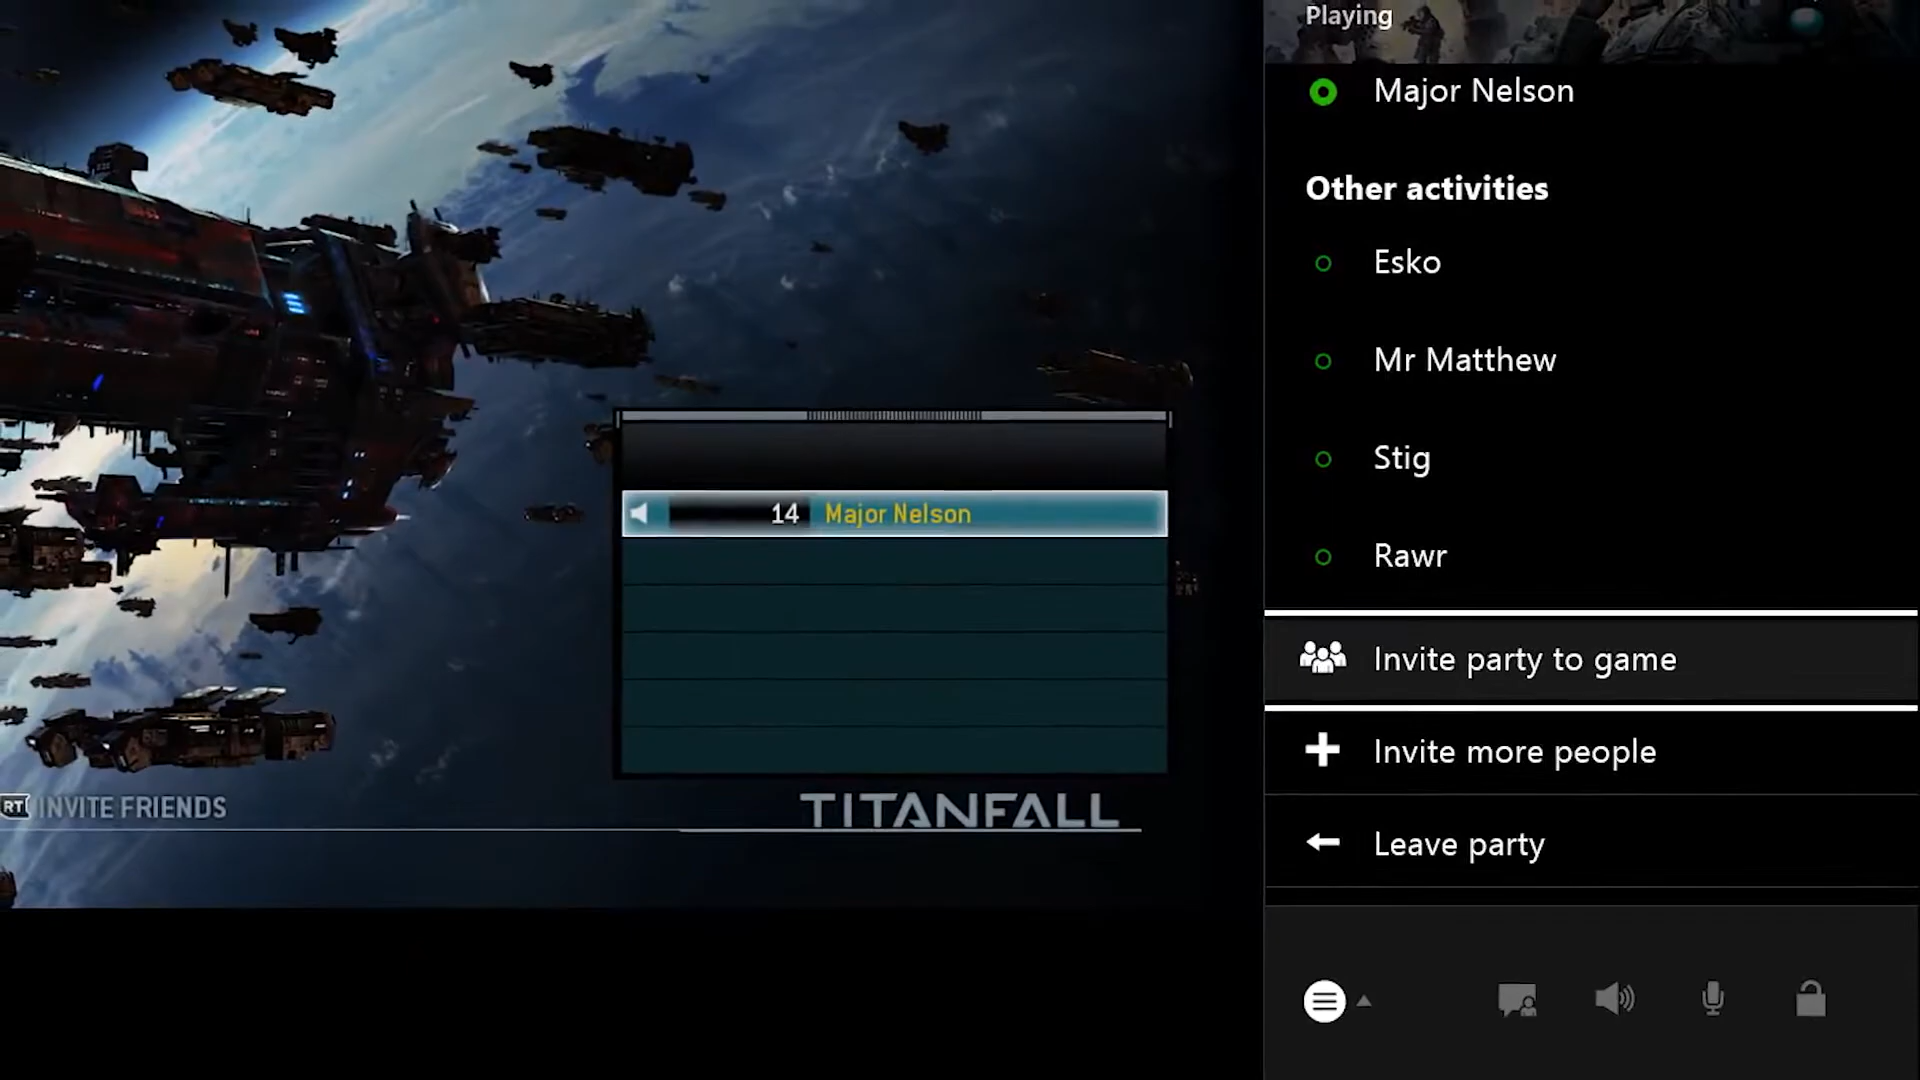 Playing
Major Nelson
Other activities
Esko
Mr Matthew
Stig
Rawr
Invite party to game
Invite more people
Leave party
14 Major Nelson
RT INVITE FRIENDS
TITANFALL